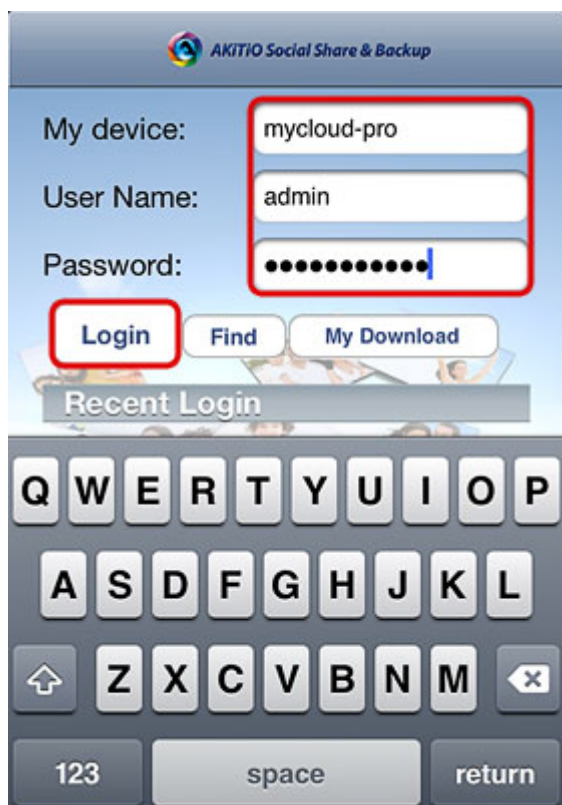 AKiTiO Social Share & Backup
My device: mycloud-pro
User Name: admin
Password: ●●●●●●●●●●●
Login Find My Download
Recent Login
Q W E R T Y U I O P
A S D F G H J K L
Z X C V B N M
123 space return